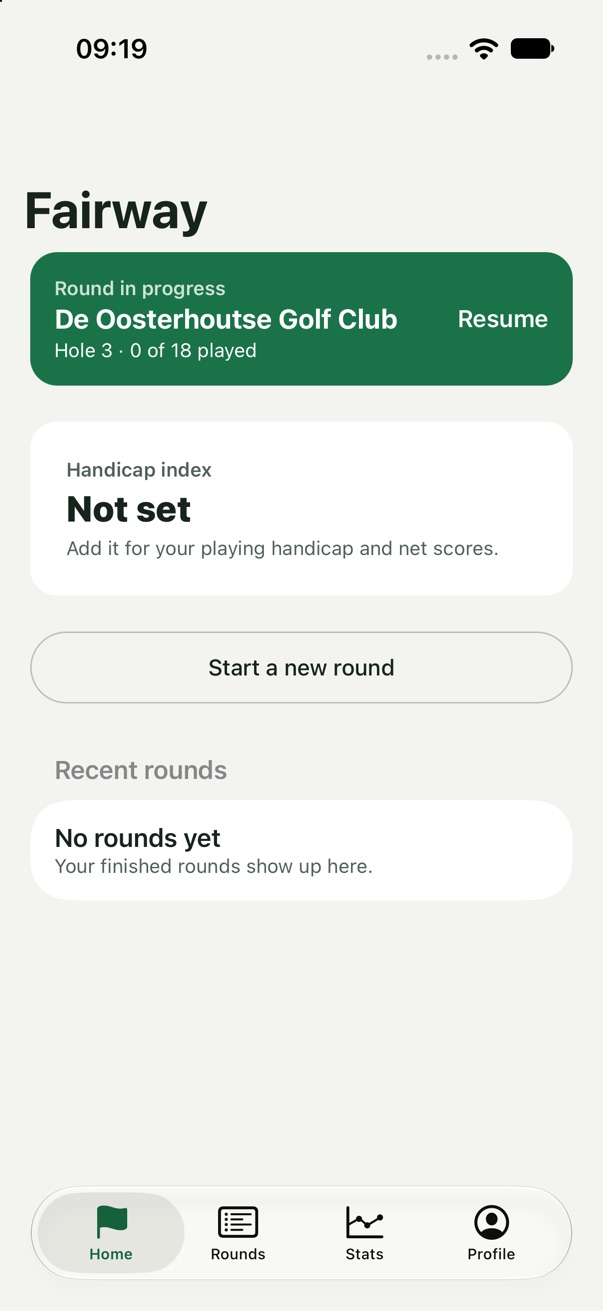 09:19
Fairway
Round in progress
De Oosterhoutse Golf Club
Resume
Hole 3 · 0 of 18 played
Handicap index
Not set
Add it for your playing handicap and net scores.
Start a new round
Recent rounds
No rounds yet
Your finished rounds show up here.
Home
Rounds
Stats
Profile